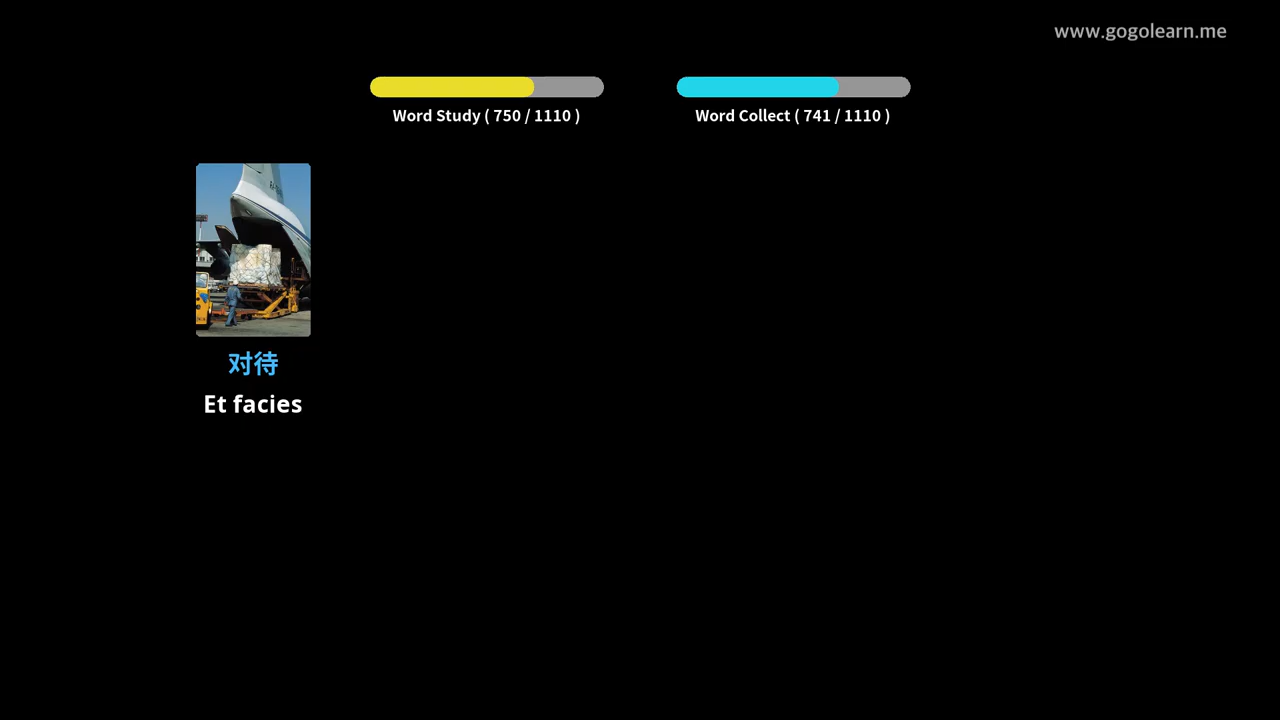 www.gogolearn.me
Word Study ( 750 / 1110 )
Word Collect ( 741 / 1110 )
对待
Et facies